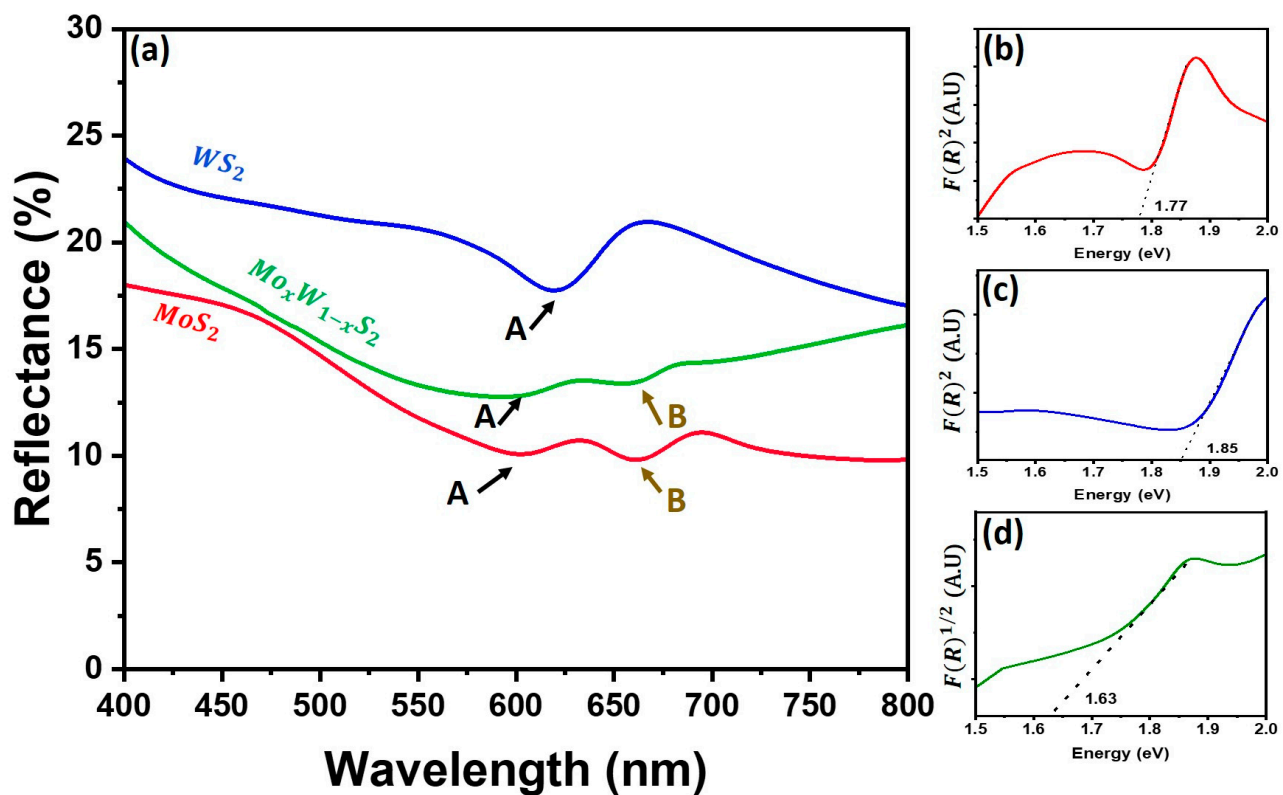 (a)
30
25
20
15
10
5
0
Reflectance (%)
WS₂
MoₓW₁₋ₓS₂
MoS₂
A
A
B
A
B
400 450 500 550 600 650 700 750 800
Wavelength (nm)
(b)
F(R)² (A.U)
1.77
1.5 1.6 1.7 1.8 1.9 2.0
Energy (eV)
(c)
F(R)² (A.U)
1.85
1.5 1.6 1.7 1.8 1.9 2.0
Energy (eV)
(d)
F(R)^1/2 (A.U)
1.63
1.5 1.6 1.7 1.8 1.9 2.0
Energy (eV)